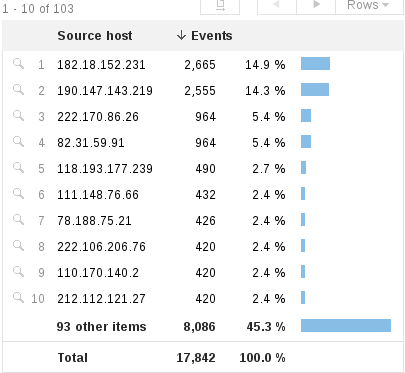 1 - 10 of 103 Rows
Source host Events
1 182.18.152.231 2,665 14.9 %
2 190.147.143.219 2,555 14.3 %
3 222.170.86.26 964 5.4 %
4 82.31.59.91 964 5.4 %
5 118.193.177.239 490 2.7 %
6 111.148.76.66 432 2.4 %
7 78.188.75.21 426 2.4 %
8 222.106.206.76 420 2.4 %
9 110.170.140.2 420 2.4 %
10 212.112.121.27 420 2.4 %
93 other items 8,086 45.3 %
Total 17,842 100.0 %